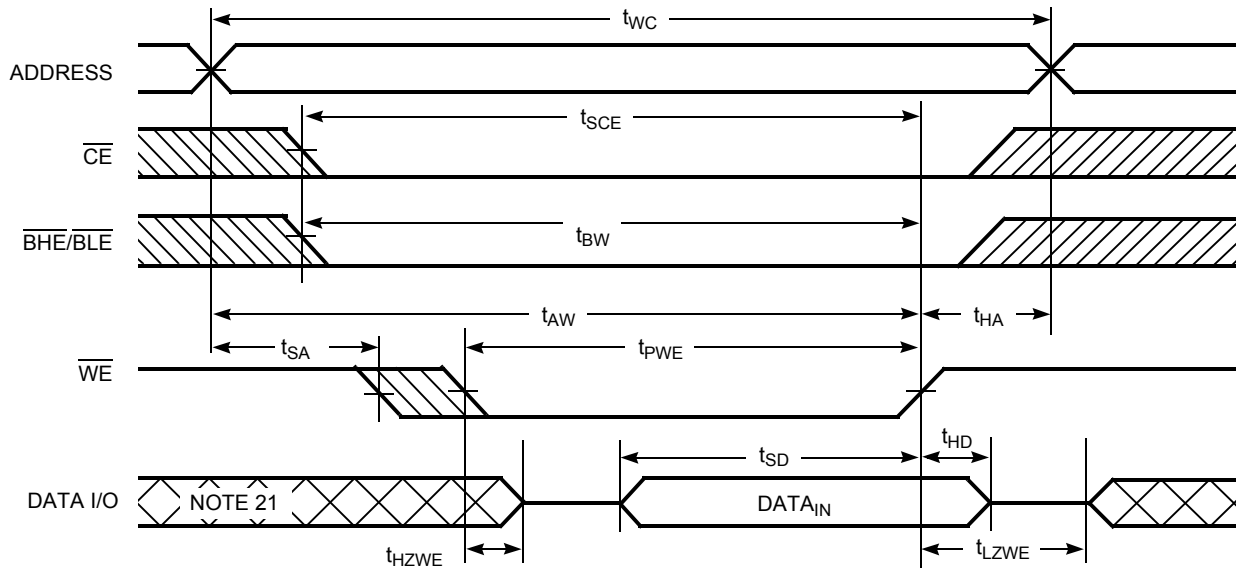 tWC
ADDRESS
tSCE
CE
BHE/BLE
tBW
tAW
tHA
tSA
tPWE
WE
tSD
tHD
DATA I/O
NOTE 21
DATAIN
tHZWE
tLZWE